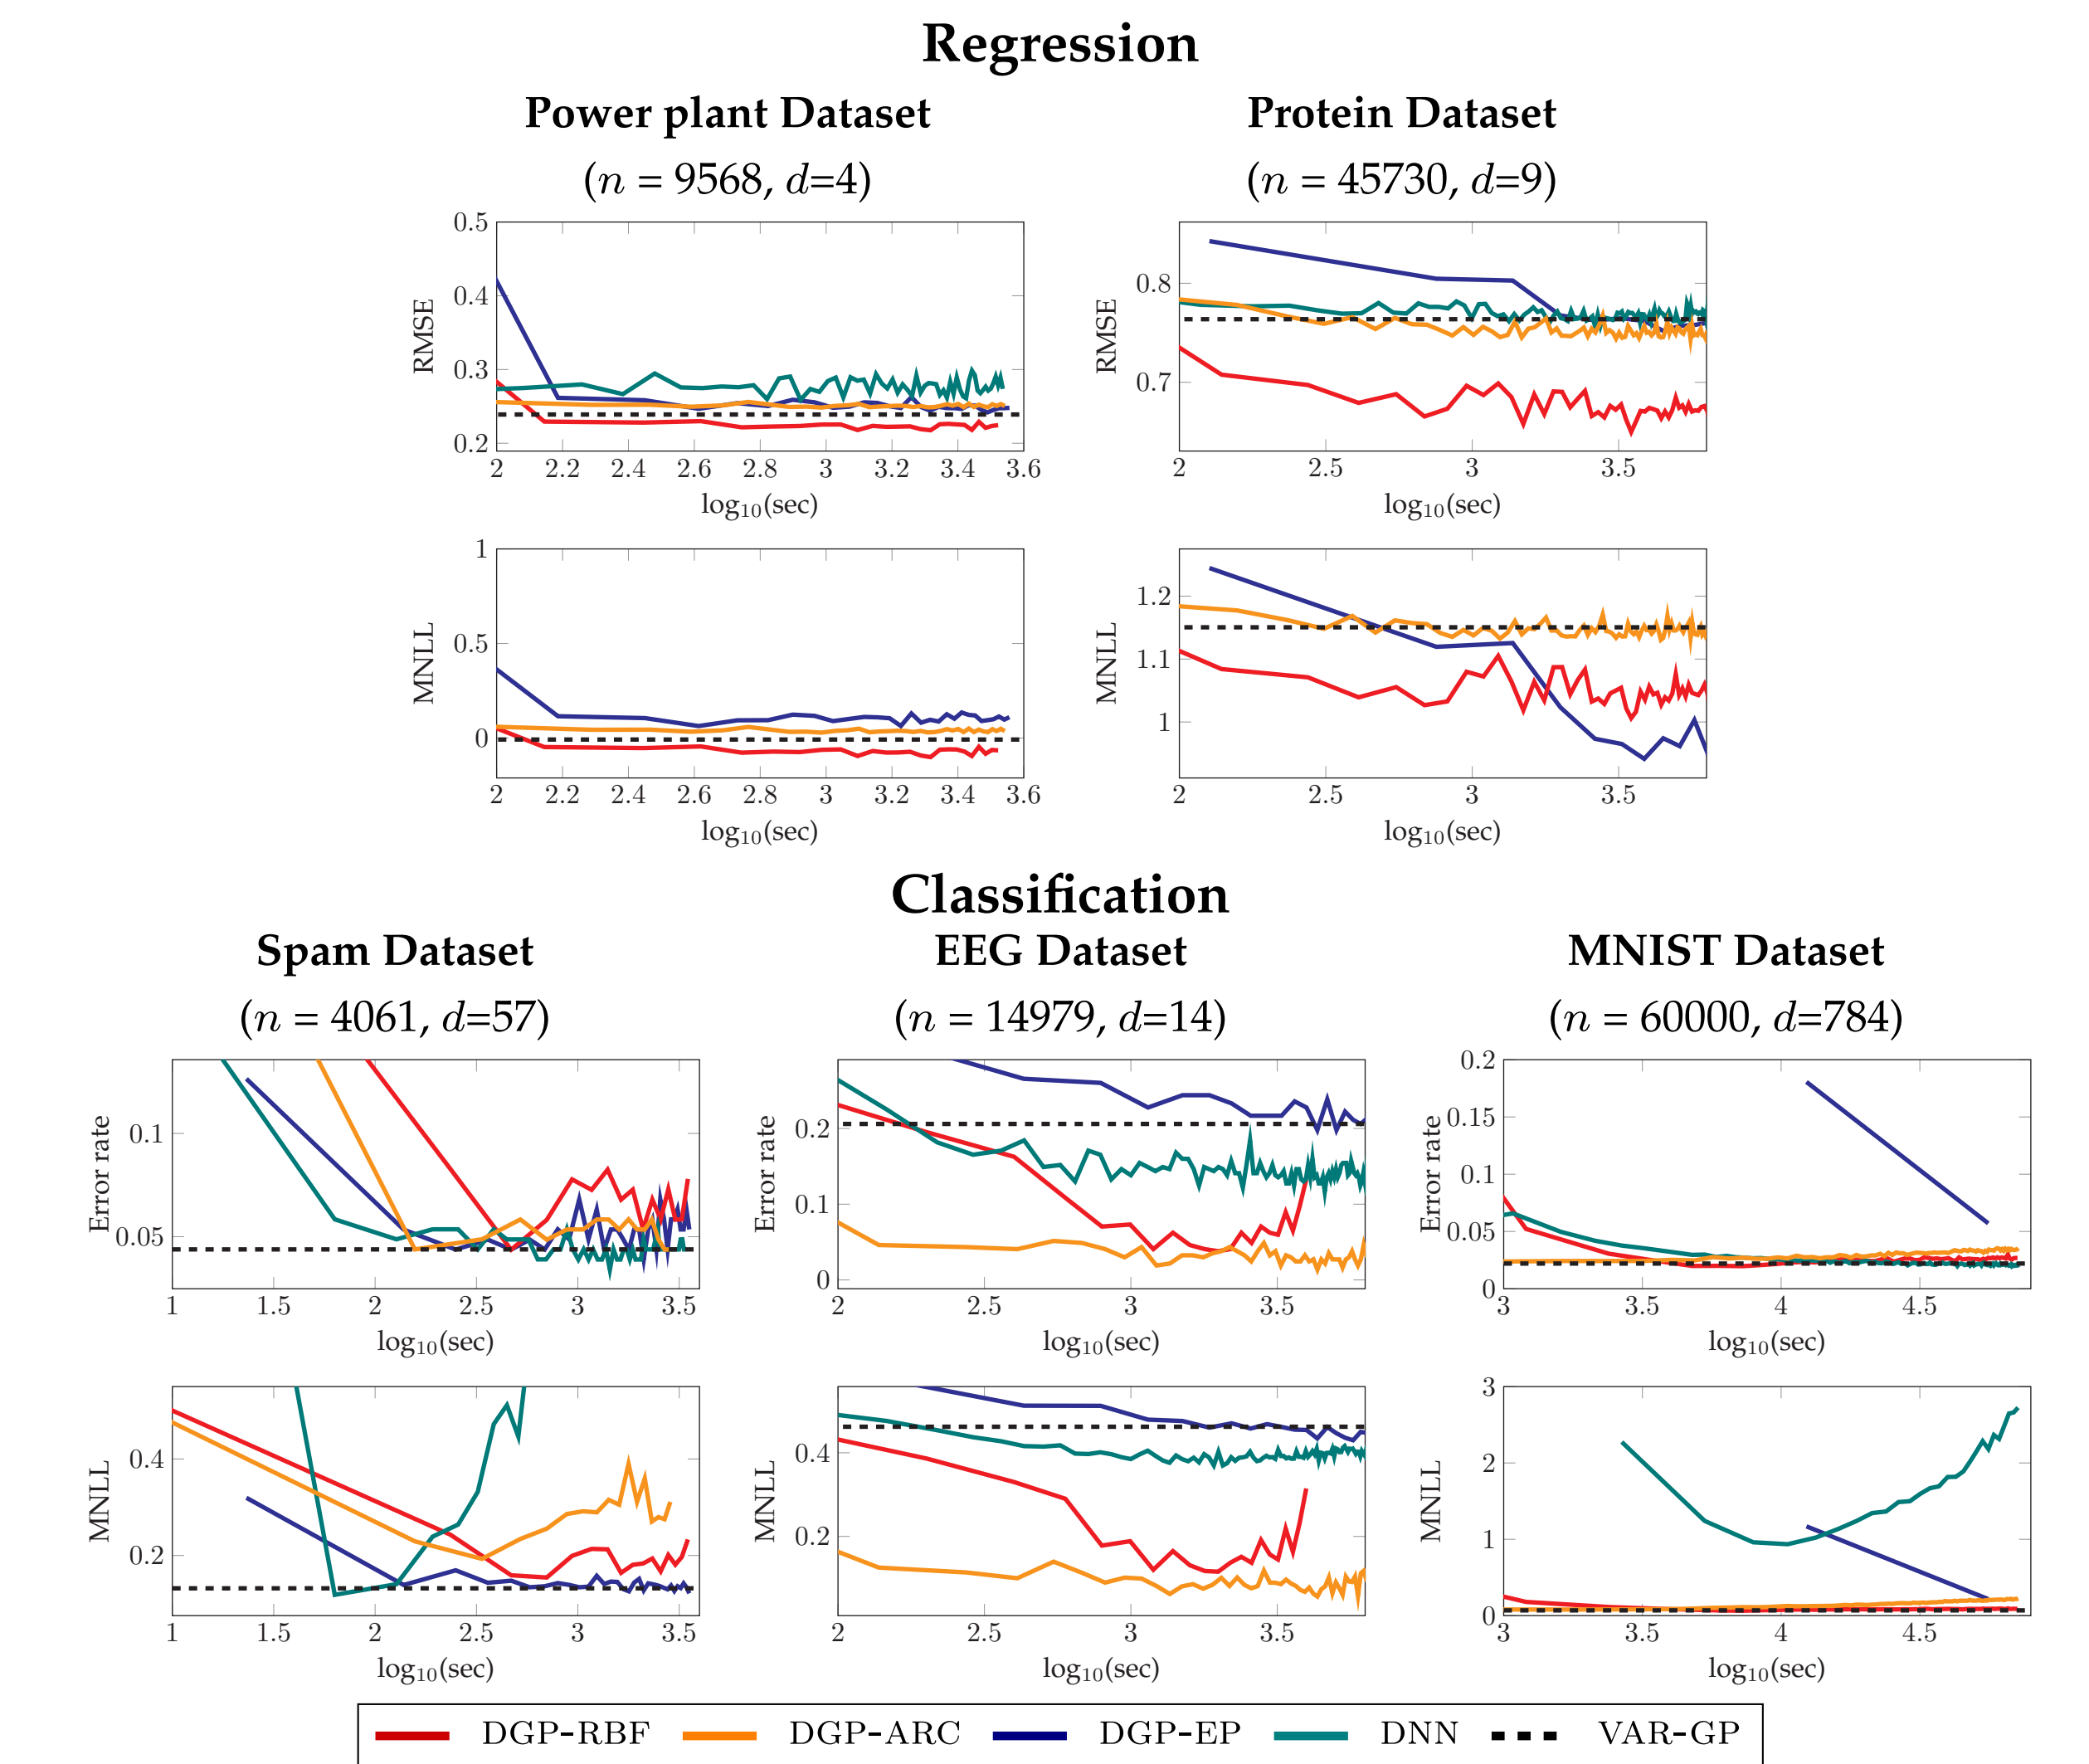 Regression
Power plant Dataset
(n = 9568, d=4)
Protein Dataset
(n = 45730, d=9)
RMSE
0.5
0.4
0.3
0.2
2 2.2 2.4 2.6 2.8 3 3.2 3.4 3.6
log10(sec)
RMSE
0.8
0.7
2 2.5 3 3.5
log10(sec)
MNLL
1
0.5
0
2 2.2 2.4 2.6 2.8 3 3.2 3.4 3.6
log10(sec)
MNLL
1.2
1.1
1
2 2.5 3 3.5
log10(sec)
Classification
Spam Dataset
(n = 4061, d=57)
EEG Dataset
(n = 14979, d=14)
MNIST Dataset
(n = 60000, d=784)
Error rate
0.1
0.05
1 1.5 2 2.5 3 3.5
log10(sec)
Error rate
0.2
0.1
0
2 2.5 3 3.5
log10(sec)
Error rate
0.2
0.15
0.1
0.05
0
3 3.5 4 4.5
log10(sec)
MNLL
0.4
0.2
1 1.5 2 2.5 3 3.5
log10(sec)
MNLL
0.4
0.2
2 2.5 3 3.5
log10(sec)
MNLL
3
2
1
0
3 3.5 4 4.5
log10(sec)
DGP-RBF DGP-ARC DGP-EP DNN VAR-GP